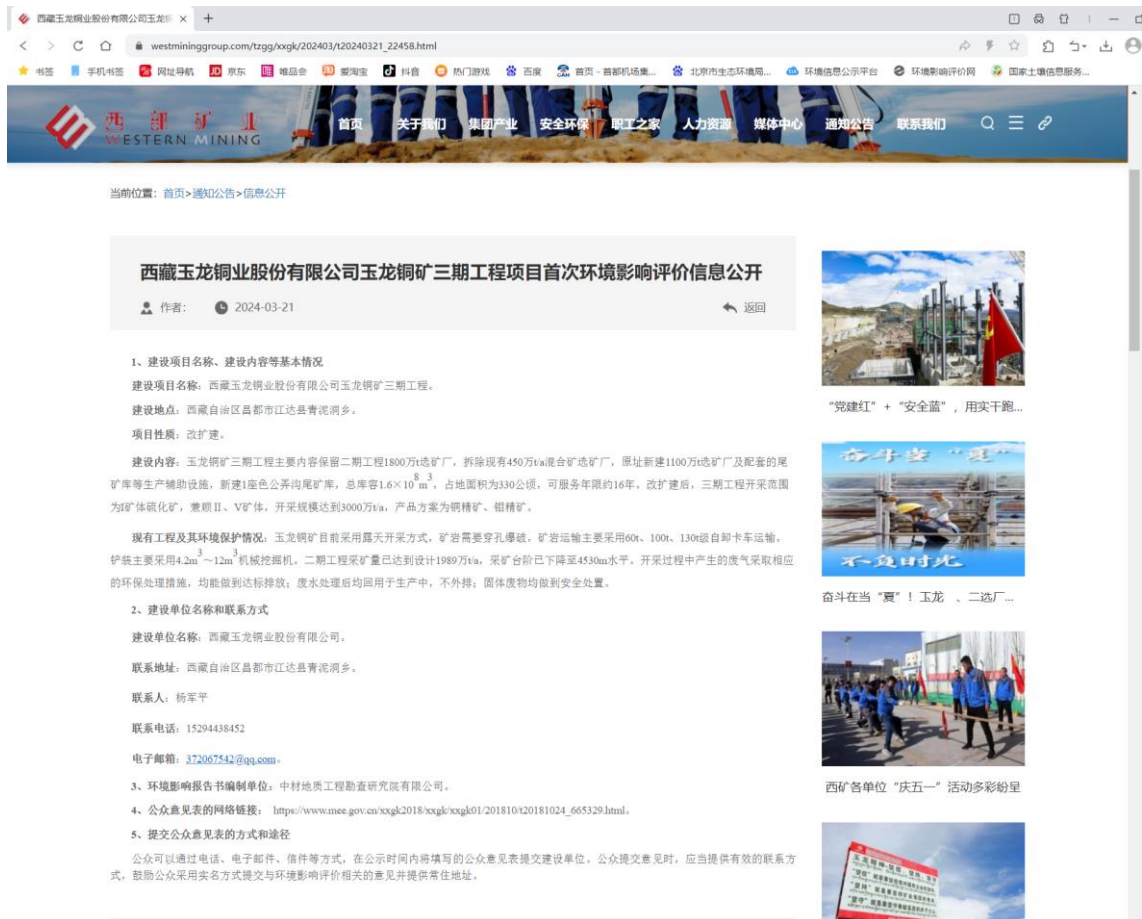 西藏玉龙铜业股份有限公司玉龙
westmininggroup.com/tzgg/xxgk/202403/t20240321_22458.html
书签 手机书签 网址导航 京东 唯品会 爱淘宝 抖音 热门游戏 百度 首页 - 首都机场集... 北京市生态环境局... 环境信息公示平台 环境影响评价网 国家土壤信息服务...
西部矿业
WESTERN MINING
首页 关于我们 集团产业 安全环保 职工之家 人力资源 媒体中心 通知公告 联系我们
当前位置：首页>通知公告>信息公开
西藏玉龙铜业股份有限公司玉龙铜矿三期工程项目首次环境影响评价信息公开
作者： 2024-03-21 返回
1、建设项目名称、建设内容等基本情况
建设项目名称：西藏玉龙铜业股份有限公司玉龙铜矿三期工程。
建设地点：西藏自治区昌都市江达县青泥洞乡。
项目性质：改扩建。
建设内容：玉龙铜矿三期工程主要内容保留二期工程1800万t选矿厂，拆除现有450万t/a混合矿选矿厂，原址新建1100万t选矿厂及配套的尾
矿库等生产辅助设施，新建1座色公弄沟尾矿库，总库容1.6×10⁸m³，占地面积为330公顷，可服务年限约16年。改扩建后，三期工程开采范围
为I矿体硫化矿，兼顾Ⅱ、V矿体，开采规模达到3000万t/a，产品方案为铜精矿、钼精矿。
现有工程及其环境保护情况：玉龙铜矿目前采用露天开采方式，矿岩需要穿孔爆破，矿岩运输主要采用60t、100t、130t级自卸卡车运输。
铲装主要采用4.2m³～12m³机械挖掘机。二期工程采矿量已达到设计1989万t/a，采矿台阶已下降至4530m水平。开采过程中产生的废气采取相应
的环保处理措施，均能做到达标排放；废水处理后均回用于生产中，不外排；固体废物均做到安全处置。
2、建设单位名称和联系方式
建设单位名称：西藏玉龙铜业股份有限公司。
联系地址：西藏自治区昌都市江达县青泥洞乡。
联系人：杨军平
联系电话：15294438452
电子邮箱：372067542@qq.com。
3、环境影响报告书编制单位：中材地质工程勘查研究院有限公司。
4、公众意见表的网络链接： https://www.mee.gov.cn/xxgk2018/xxgk/xxgk01/201810/t20181024_665329.html。
5、提交公众意见表的方式和途径
公众可以通过电话、电子邮件、信件等方式，在公示时间内将填写的公众意见表提交建设单位。公众提交意见时，应当提供有效的联系方
式，鼓励公众采用实名方式提交与环境影响评价相关的意见并提供常住地址。
“党建红” + “安全蓝”，用实干跑...
奋斗当“夏”
不负时光
奋斗在当“夏”！玉龙 、二选厂...
西矿各单位“庆五一”活动多彩纷呈